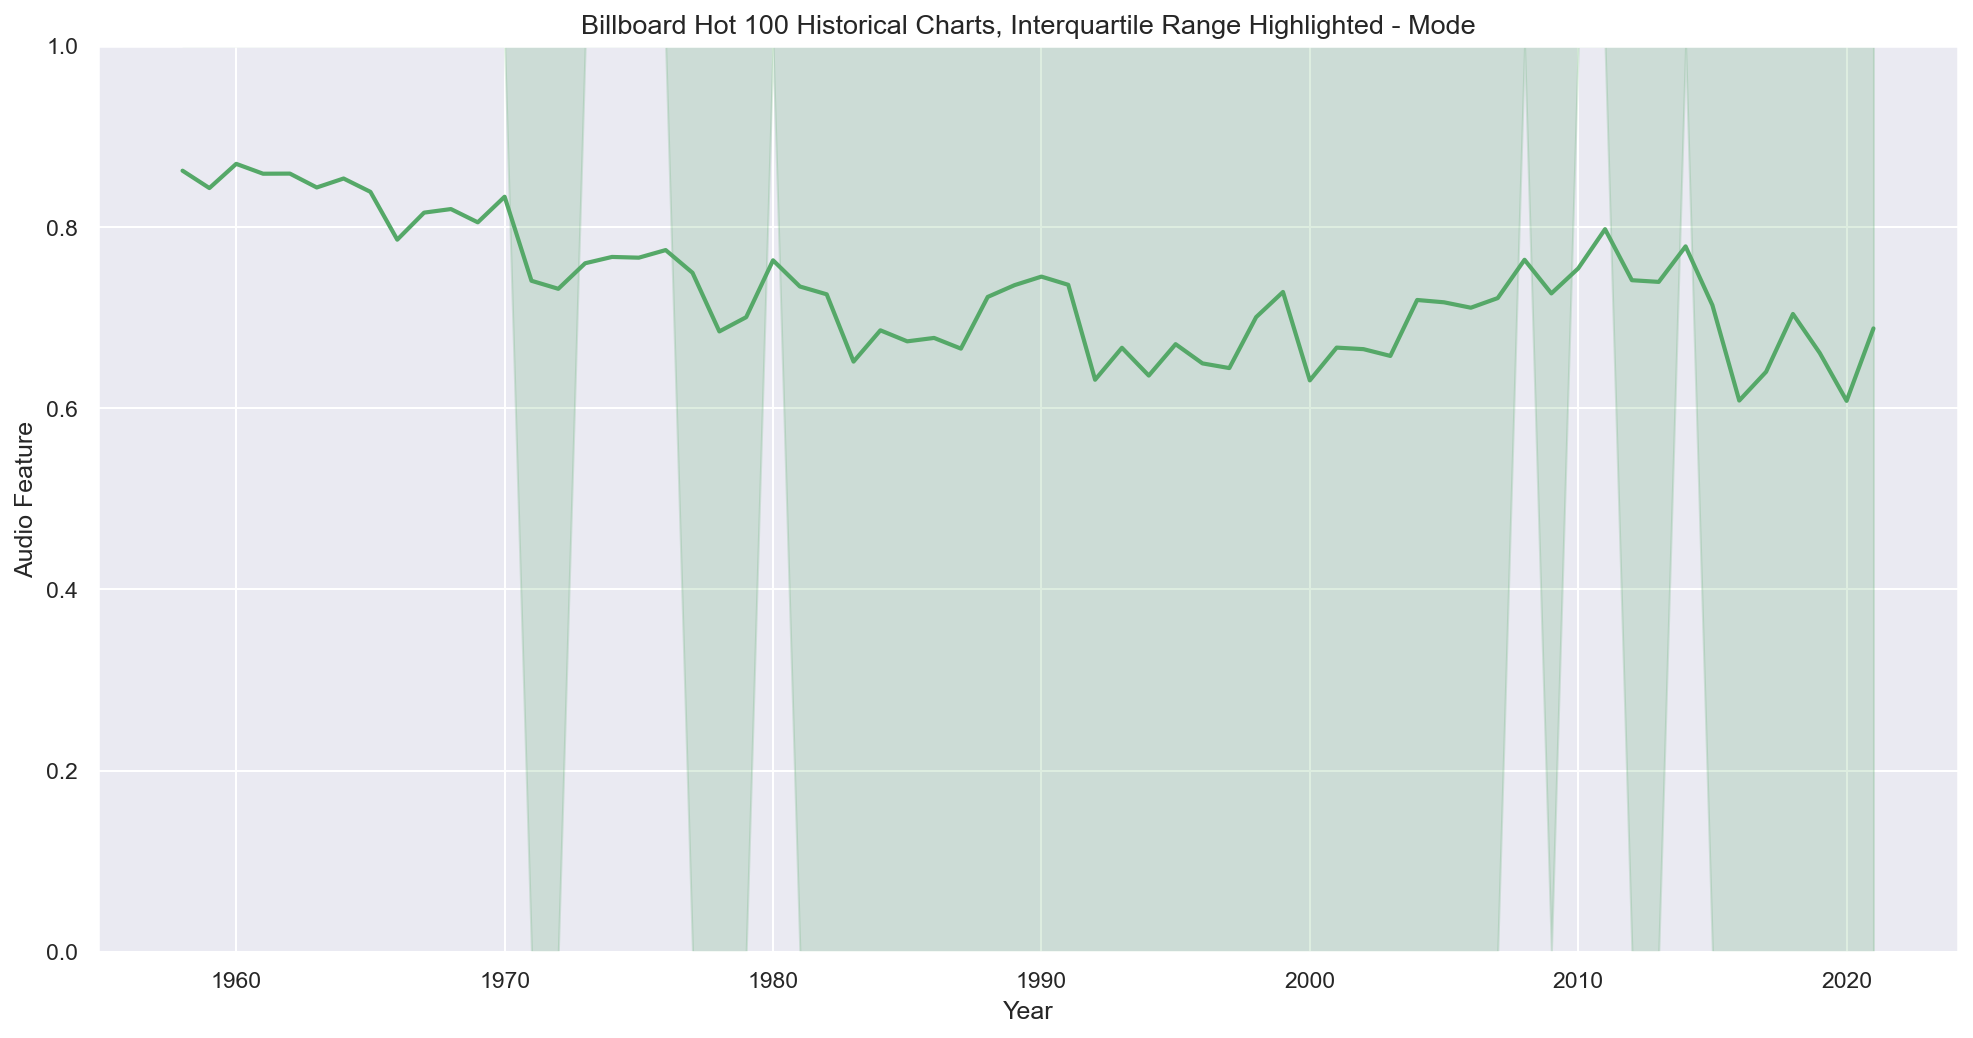 Billboard Hot 100 Historical Charts, Interquartile Range Highlighted - Mode
1.0
0.8
0.6
0.4
0.2
0.0
Audio Feature
1960 1970 1980 1990 2000 2010 2020
Year